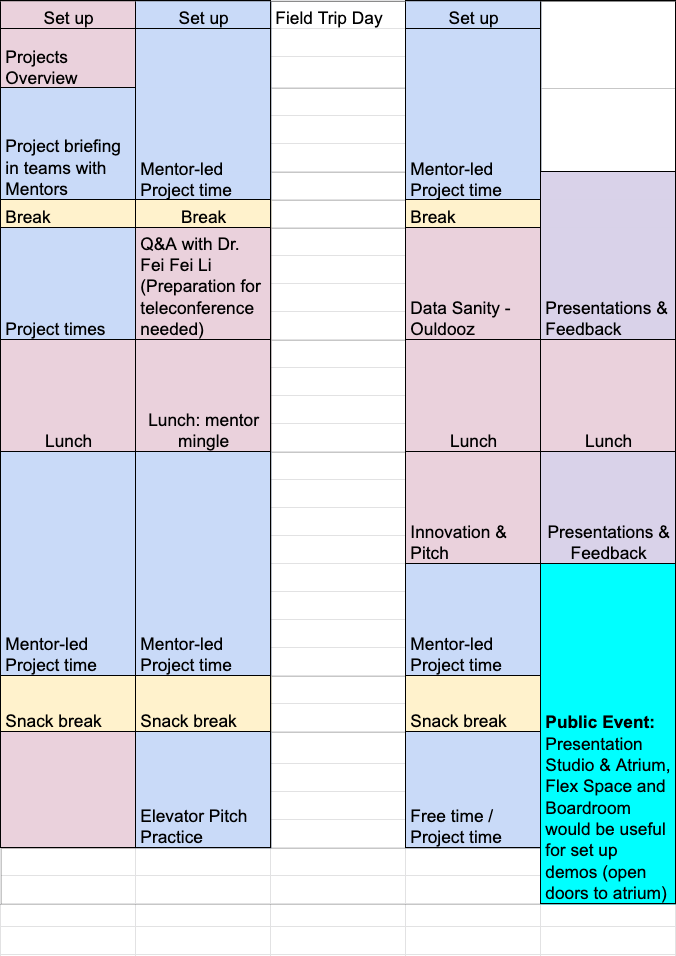 Set up
Projects
Overview
Project briefing
in teams with
Mentors
Break
Project times
Lunch
Mentor-led
Project time
Snack break
Set up
Mentor-led
Project time
Break
Q&A with Dr.
Fei Fei Li
(Preparation for
teleconference
needed)
Lunch: mentor
mingle
Mentor-led
Project time
Snack break
Elevator Pitch
Practice
Field Trip Day
Set up
Mentor-led
Project time
Break
Data Sanity -
Ouldooz
Lunch
Innovation &
Pitch
Mentor-led
Project time
Snack break
Free time /
Project time
Presentations &
Feedback
Lunch
Presentations &
Feedback
Public Event:
Presentation
Studio & Atrium,
Flex Space and
Boardroom
would be useful
for set up
demos (open
doors to atrium)